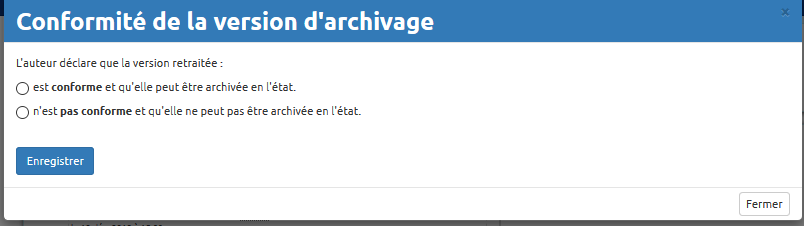 Conformité de la version d'archivage
×
L'auteur déclare que la version retraitée :
est conforme et qu'elle peut être archivée en l'état.
n'est pas conforme et qu'elle ne peut pas être archivée en l'état.
Enregistrer
Fermer